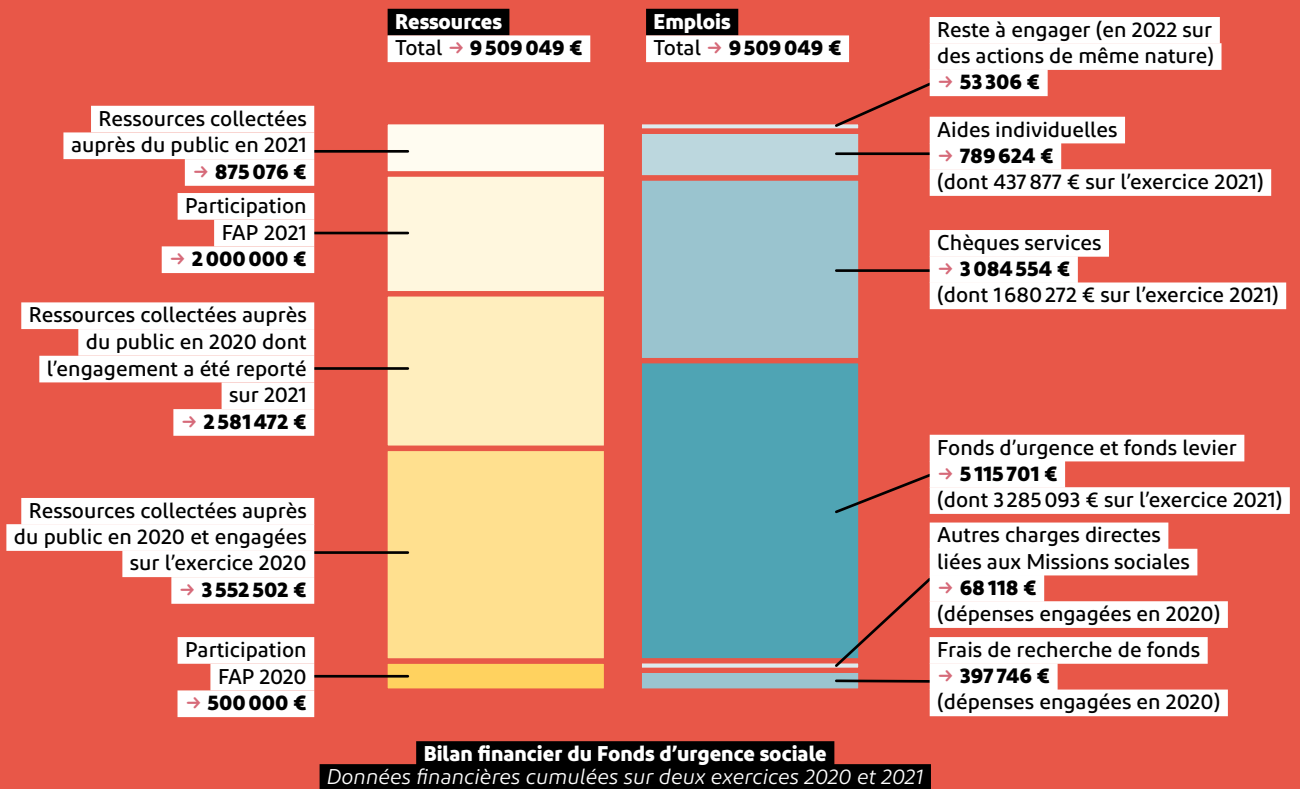 Ressources
Total → 9 509 049 €
Emplois
Total → 9 509 049 €
Ressources collectées
auprès du public en 2021
→ 875 076 €
Participation
FAP 2021
→ 2 000 000 €
Ressources collectées auprès
du public en 2020 dont
l'engagement a été reporté
sur 2021
→ 2 581 472 €
Ressources collectées auprès
du public en 2020 et engagées
sur l'exercice 2020
→ 3 552 502 €
Participation
FAP 2020
→ 500 000 €
Reste à engager (en 2022 sur
des actions de même nature)
→ 53 306 €
Aides individuelles
→ 789 624 €
(dont 437 877 € sur l'exercice 2021)
Chèques services
→ 3 084 554 €
(dont 1 680 272 € sur l'exercice 2021)
Fonds d'urgence et fonds levier
→ 5 115 701 €
(dont 3 285 093 € sur l'exercice 2021)
Autres charges directes
liées aux Missions sociales
→ 68 118 €
(dépenses engagées en 2020)
Frais de recherche de fonds
→ 397 746 €
(dépenses engagées en 2020)
Bilan financier du Fonds d'urgence sociale
Données financières cumulées sur deux exercices 2020 et 2021